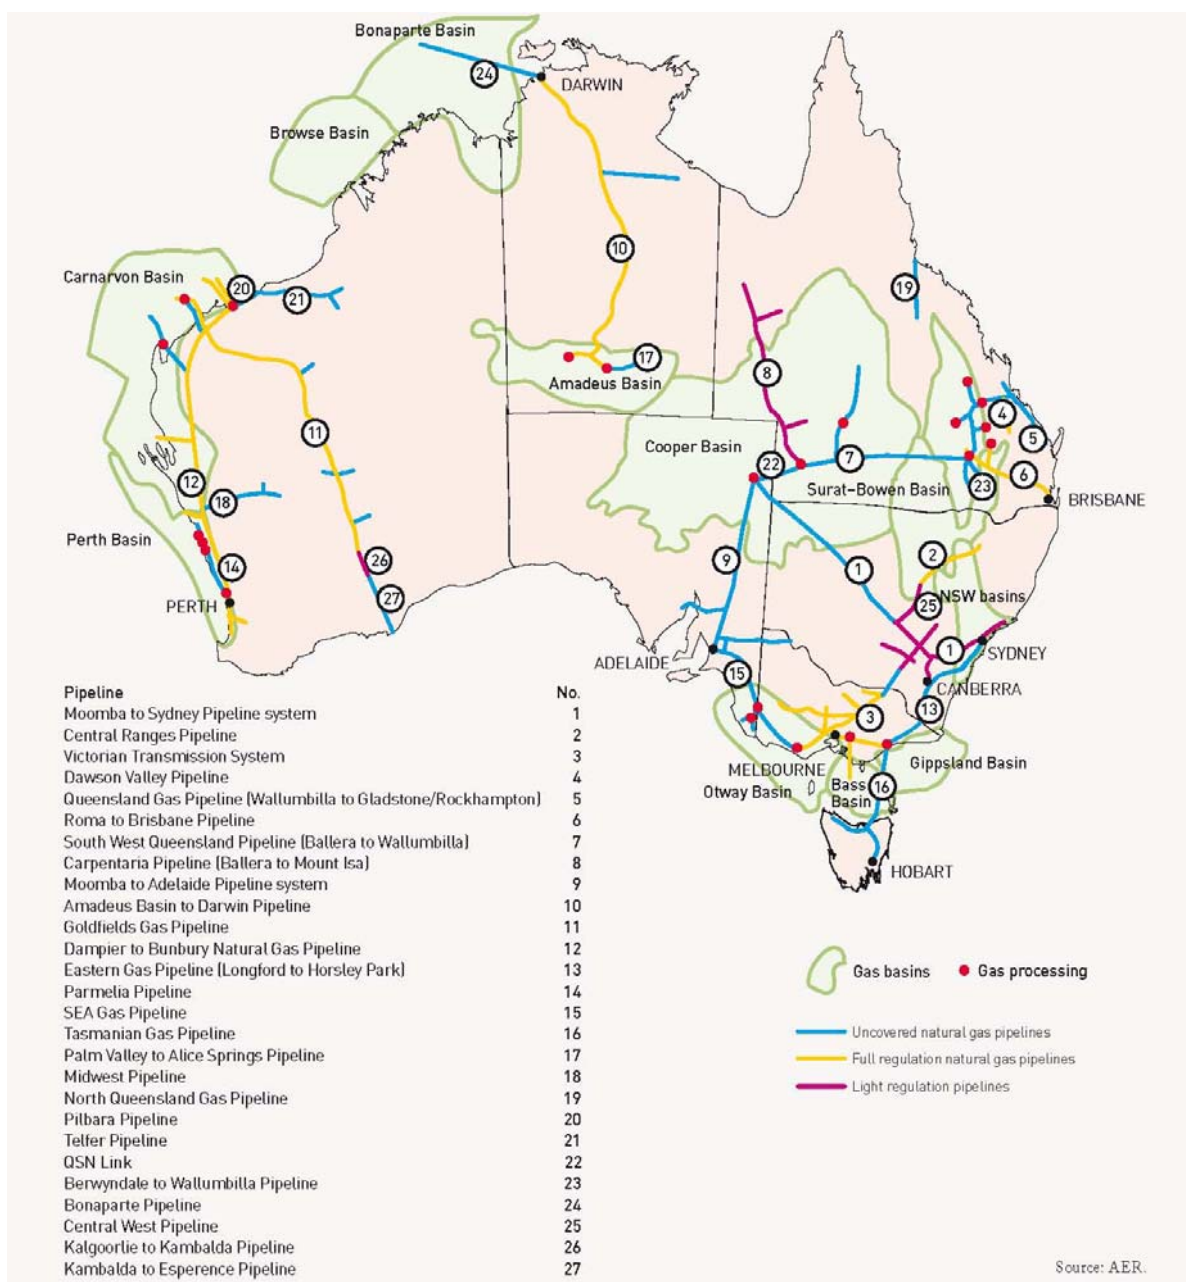 Bonaparte Basin
24
DARWIN
Browse Basin
10
Carnarvon Basin
20
21
19
17
Amadeus Basin
8
4
11
5
Cooper Basin
22
7
6
12
18
Surat–Bowen Basin
23
BRISBANE
Perth Basin
14
26
9
1
2
27
25
NSW basins
PERTH
ADELAIDE
1
SYDNEY
15
CANBERRA
3
13
MELBOURNE
Gippsland Basin
Otway Basin
Bass
Basin
16
HOBART
Pipeline No.
Moomba to Sydney Pipeline system 1
Central Ranges Pipeline 2
Victorian Transmission System 3
Dawson Valley Pipeline 4
Queensland Gas Pipeline (Wallumbilla to Gladstone/Rockhampton) 5
Roma to Brisbane Pipeline 6
South West Queensland Pipeline (Ballera to Wallumbilla) 7
Carpentaria Pipeline (Ballera to Mount Isa) 8
Moomba to Adelaide Pipeline system 9
Amadeus Basin to Darwin Pipeline 10
Goldfields Gas Pipeline 11
Dampier to Bunbury Natural Gas Pipeline 12
Eastern Gas Pipeline (Longford to Horsley Park) 13
Parmelia Pipeline 14
SEA Gas Pipeline 15
Tasmanian Gas Pipeline 16
Palm Valley to Alice Springs Pipeline 17
Midwest Pipeline 18
North Queensland Gas Pipeline 19
Pilbara Pipeline 20
Telfer Pipeline 21
QSN Link 22
Berwyndale to Wallumbilla Pipeline 23
Bonaparte Pipeline 24
Central West Pipeline 25
Kalgoorlie to Kambalda Pipeline 26
Kambalda to Esperence Pipeline 27
Gas basins
Gas processing
Uncovered natural gas pipelines
Full regulation natural gas pipelines
Light regulation pipelines
Source: AER.